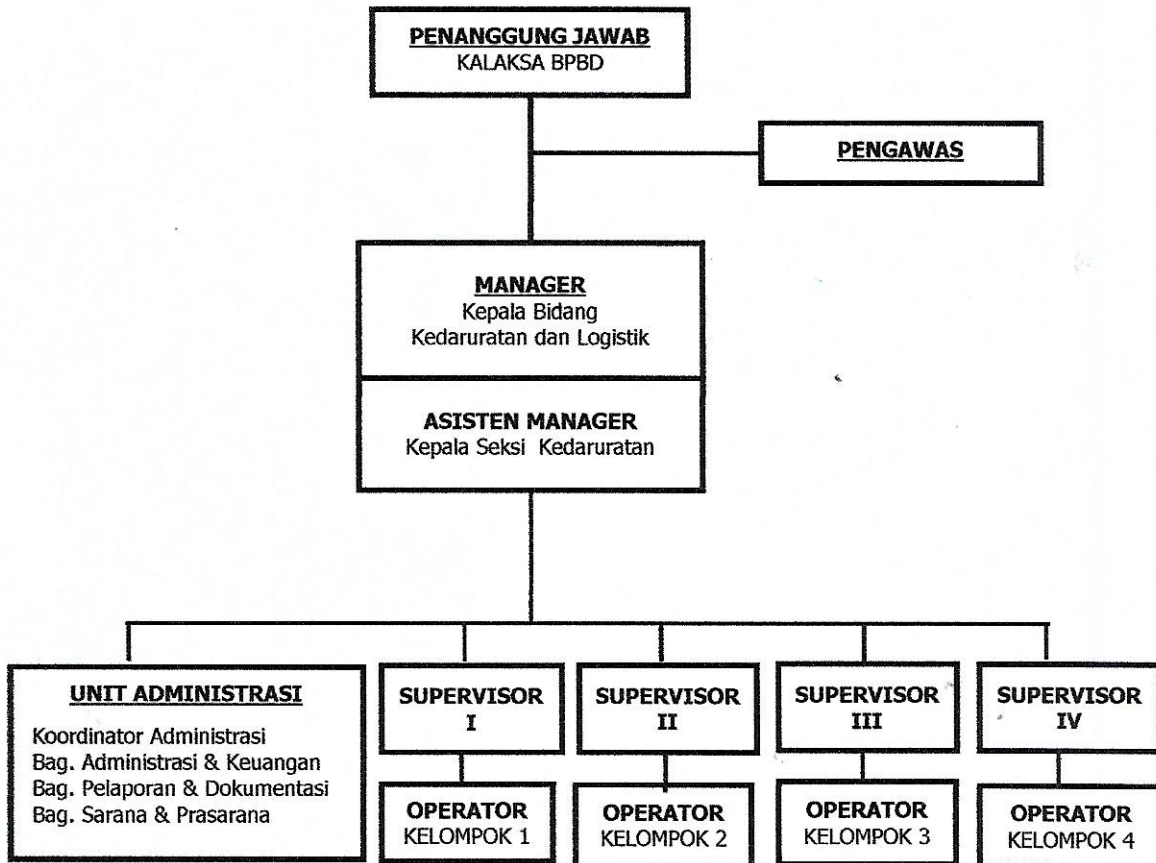 PENANGGUNG JAWAB
KALAKSA BPBD
PENGAWAS
MANAGER
Kepala Bidang
Kedaruratan dan Logistik
ASISTEN MANAGER
Kepala Seksi Kedaruratan
UNIT ADMINISTRASI
Koordinator Administrasi
Bag. Administrasi & Keuangan
Bag. Pelaporan & Dokumentasi
Bag. Sarana & Prasarana
SUPERVISOR
I
SUPERVISOR
II
SUPERVISOR
III
SUPERVISOR
IV
OPERATOR
KELOMPOK 1
OPERATOR
KELOMPOK 2
OPERATOR
KELOMPOK 3
OPERATOR
KELOMPOK 4